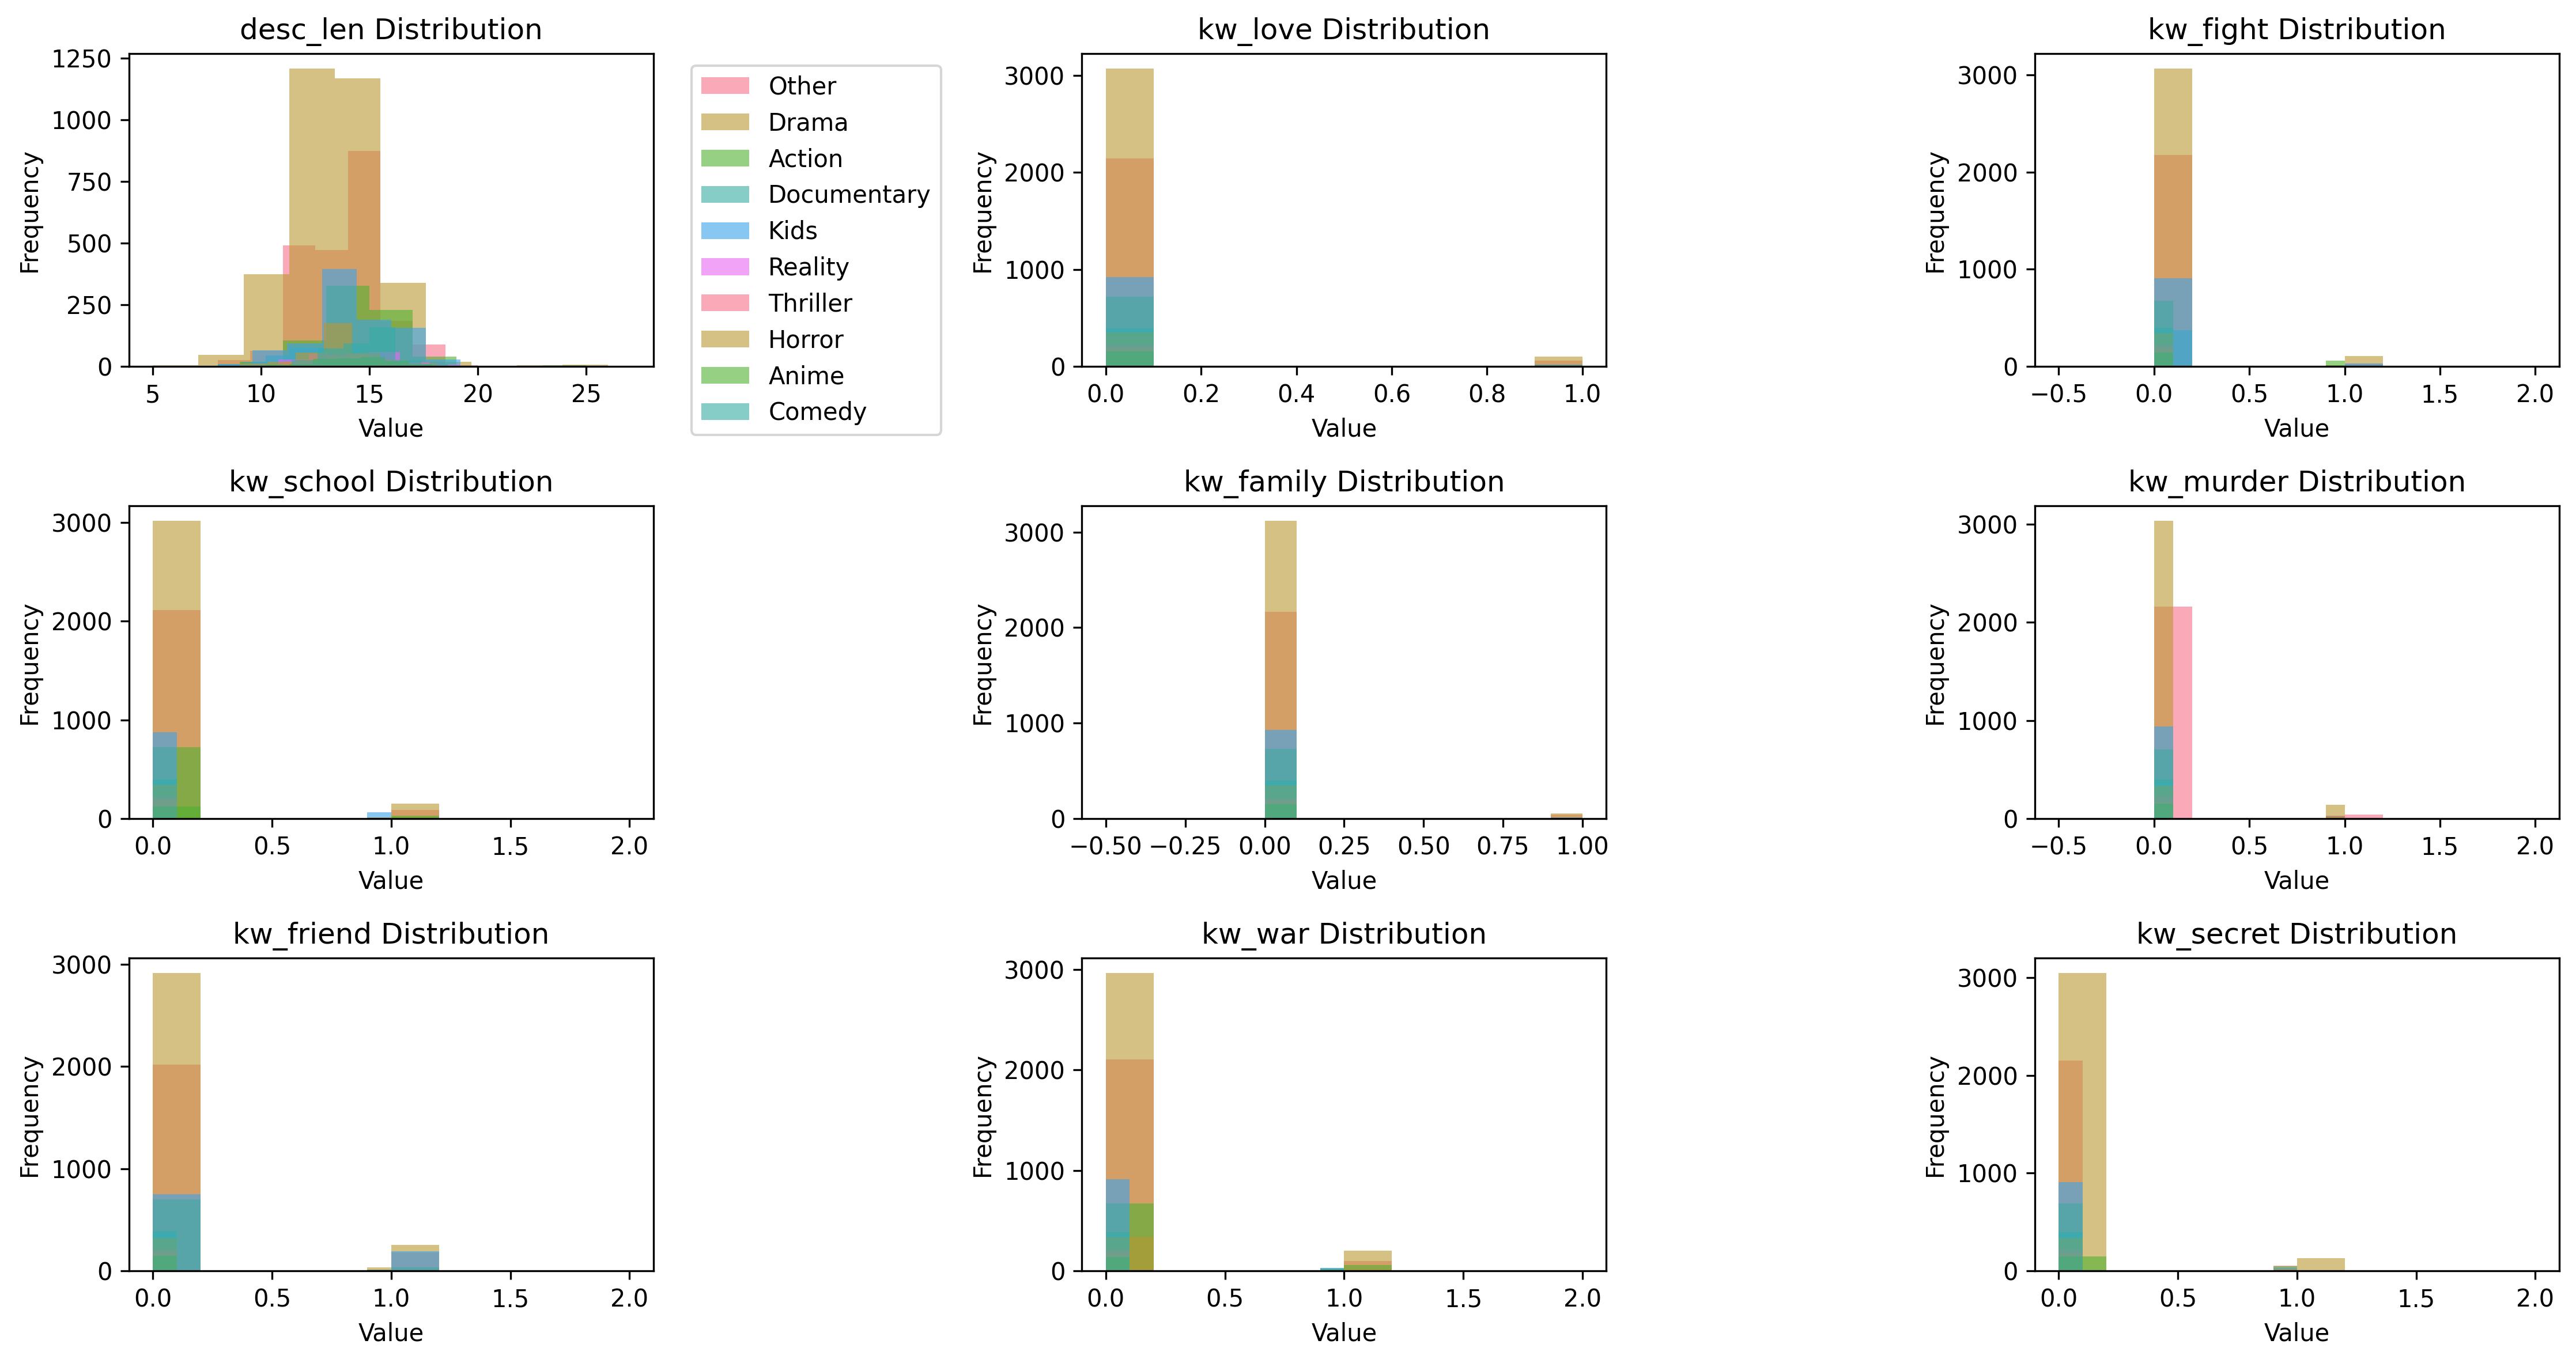 desc_len Distribution
1250
1000
750
500
250
0
5 10 15 20 25
Value
Frequency
Other
Drama
Action
Documentary
Kids
Reality
Thriller
Horror
Anime
Comedy
kw_love Distribution
3000
2000
1000
0
0.0 0.2 0.4 0.6 0.8 1.0
Value
Frequency
kw_fight Distribution
3000
2000
1000
0
−0.5 0.0 0.5 1.0 1.5 2.0
Value
Frequency
kw_school Distribution
3000
2000
1000
0
0.0 0.5 1.0 1.5 2.0
Value
Frequency
kw_family Distribution
3000
2000
1000
0
−0.50 −0.25 0.00 0.25 0.50 0.75 1.00
Value
Frequency
kw_murder Distribution
3000
2000
1000
0
−0.5 0.0 0.5 1.0 1.5 2.0
Value
Frequency
kw_friend Distribution
3000
2000
1000
0
0.0 0.5 1.0 1.5 2.0
Value
Frequency
kw_war Distribution
3000
2000
1000
0
0.0 0.5 1.0 1.5 2.0
Value
Frequency
kw_secret Distribution
3000
2000
1000
0
0.0 0.5 1.0 1.5 2.0
Value
Frequency